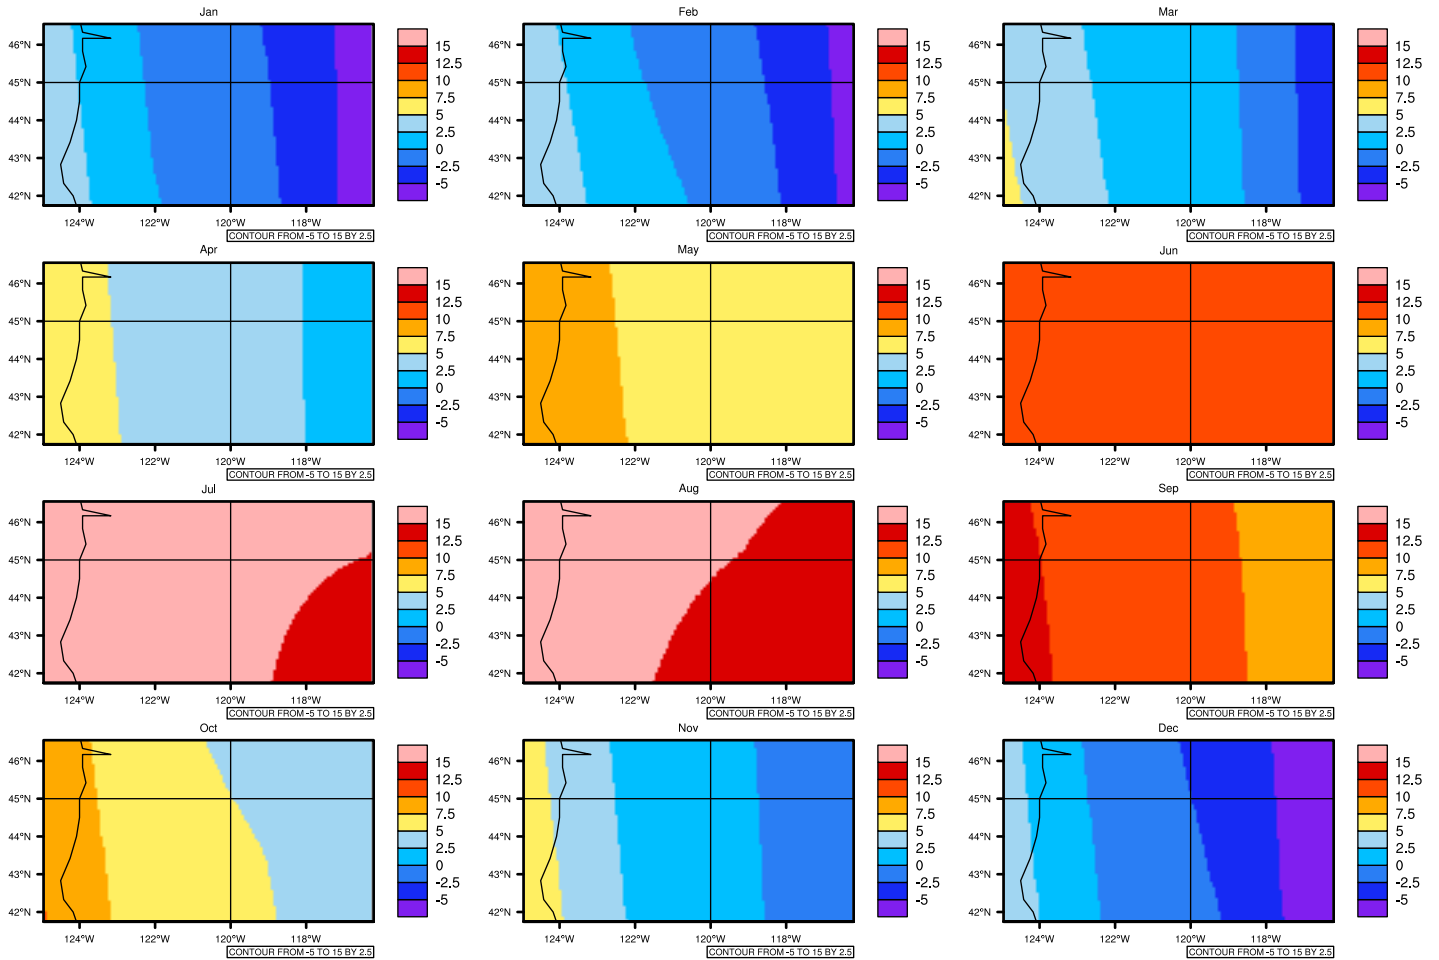 Jan Feb Mar
46°N 15 46°N 15 46°N 15
12.5 12.5 12.5
45°N 10 45°N 10 45°N 10
7.5 7.5 7.5
44°N 5 44°N 5 44°N 5
2.5 2.5 2.5
43°N 0 43°N 0 43°N 0
-2.5 -2.5 -2.5
42°N -5 42°N -5 42°N -5
124°W 122°W 120°W 118°W 124°W 122°W 120°W 118°W 124°W 122°W 120°W 118°W
CONTOUR FROM -5 TO 15 BY 2.5 CONTOUR FROM -5 TO 15 BY 2.5 CONTOUR FROM -5 TO 15 BY 2.5
Apr May Jun
46°N 15 46°N 15 46°N 15
12.5 12.5 12.5
45°N 10 45°N 10 45°N 10
7.5 7.5 7.5
44°N 5 44°N 5 44°N 5
2.5 2.5 2.5
43°N 0 43°N 0 43°N 0
-2.5 -2.5 -2.5
42°N -5 42°N -5 42°N -5
124°W 122°W 120°W 118°W 124°W 122°W 120°W 118°W 124°W 122°W 120°W 118°W
CONTOUR FROM -5 TO 15 BY 2.5 CONTOUR FROM -5 TO 15 BY 2.5 CONTOUR FROM -5 TO 15 BY 2.5
Jul Aug Sep
46°N 15 46°N 15 46°N 15
12.5 12.5 12.5
45°N 10 45°N 10 45°N 10
7.5 7.5 7.5
44°N 5 44°N 5 44°N 5
2.5 2.5 2.5
43°N 0 43°N 0 43°N 0
-2.5 -2.5 -2.5
42°N -5 42°N -5 42°N -5
124°W 122°W 120°W 118°W 124°W 122°W 120°W 118°W 124°W 122°W 120°W 118°W
CONTOUR FROM -5 TO 15 BY 2.5 CONTOUR FROM -5 TO 15 BY 2.5 CONTOUR FROM -5 TO 15 BY 2.5
Oct Nov Dec
46°N 15 46°N 15 46°N 15
12.5 12.5 12.5
45°N 10 45°N 10 45°N 10
7.5 7.5 7.5
44°N 5 44°N 5 44°N 5
2.5 2.5 2.5
43°N 0 43°N 0 43°N 0
-2.5 -2.5 -2.5
42°N -5 42°N -5 42°N -5
124°W 122°W 120°W 118°W 124°W 122°W 120°W 118°W 124°W 122°W 120°W 118°W
CONTOUR FROM -5 TO 15 BY 2.5 CONTOUR FROM -5 TO 15 BY 2.5 CONTOUR FROM -5 TO 15 BY 2.5